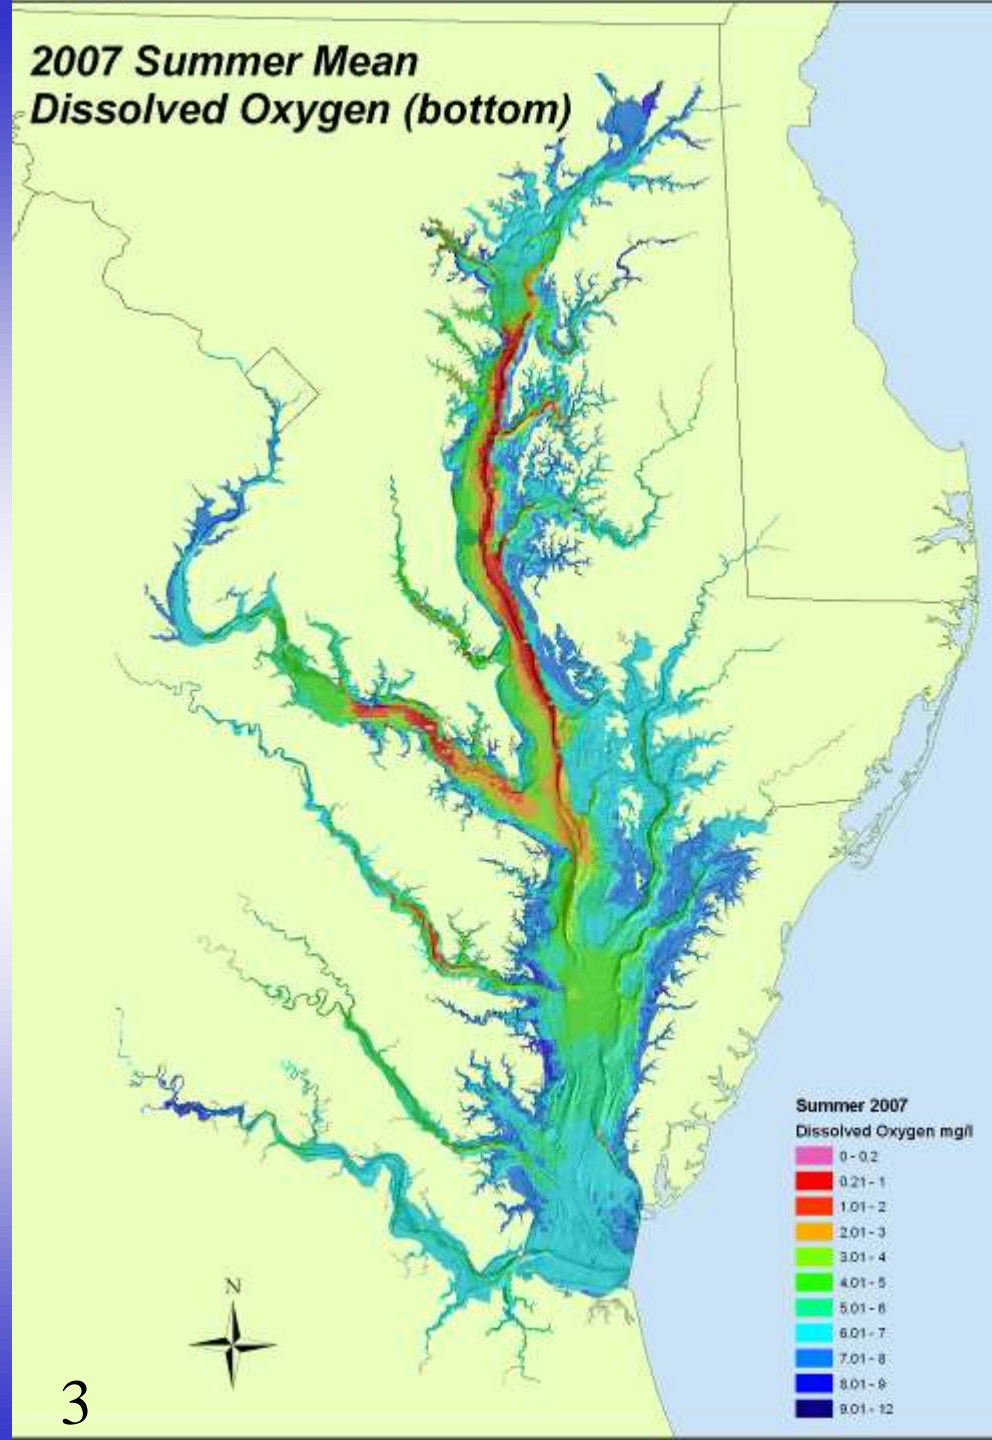 2007 Summer Mean
Dissolved Oxygen (bottom)
Summer 2007
Dissolved Oxygen mg/l
0 - 0.2
0.21 - 1
1.01 - 2
2.01 - 3
3.01 - 4
4.01 - 5
5.01 - 6
6.01 - 7
7.01 - 8
8.01 - 9
9.01 - 12
N
3